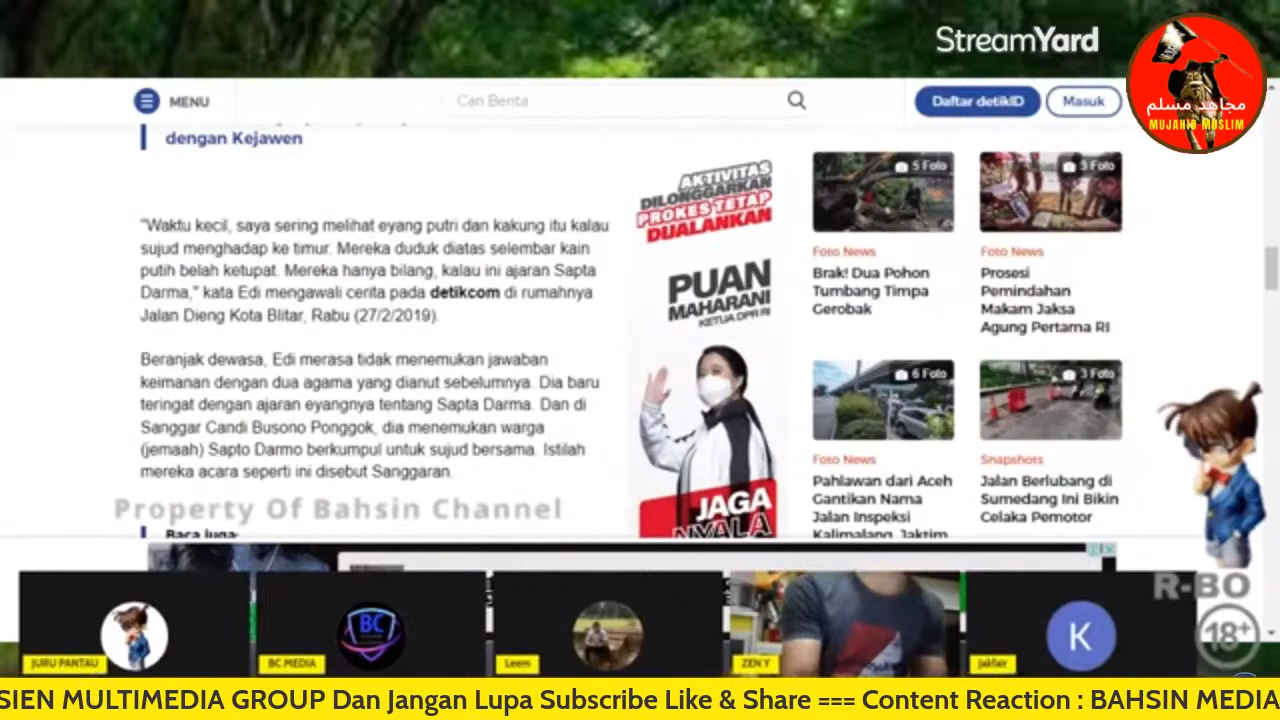 StreamYard
مجاهد مسلم
MUJAHID MUSLIM
MENU
Cari Berita
Daftar detikID
Masuk
dengan Kejawen
"Waktu kecil, saya sering melihat eyang putri dan kakung itu kalau
sujud menghadap ke timur. Mereka duduk diatas selembar kain
putih belah ketupat. Mereka hanya bilang, kalau ini ajaran Sapta
Darma," kata Edi mengawali cerita pada detikcom di rumahnya
Jalan Dieng Kota Blitar, Rabu (27/2/2019).
Beranjak dewasa, Edi merasa tidak menemukan jawaban
keimanan dengan dua agama yang dianut sebelumnya. Dia baru
teringat dengan ajaran eyangnya tentang Sapta Darma. Dan di
Sanggar Candi Busono Ponggok, dia menemukan warga
(jemaah) Sapto Darmo berkumpul untuk sujud bersama. Istilah
mereka acara seperti ini disebut Sanggaran.
Property Of Bahsin Channel
Baca juga:
AKTIVITAS
DILONGGARKAN
PROKES TETAP
DIJALANKAN
PUAN
MAHARANI
KETUA DPR RI
JAGA
NYALA
5 Foto
Foto News
Brak! Dua Pohon
Tumbang Timpa
Gerobak
3 Foto
Foto News
Prosesi
Pemindahan
Makam Jaksa
Agung Pertama RI
6 Foto
Foto News
Pahlawan dari Aceh
Gantikan Nama
Jalan Inspeksi
Kalimalang, Jaktim
3 Foto
Snapshots
Jalan Berlubang di
Sumedang Ini Bikin
Celaka Pemotor
R-BO
18+
JURU PANTAU
BC
BC MEDIA
Leem
ZEN Y
K
Jakfair
SIEN MULTIMEDIA GROUP Dan Jangan Lupa Subscribe Like & Share === Content Reaction : BAHSIN MEDIA